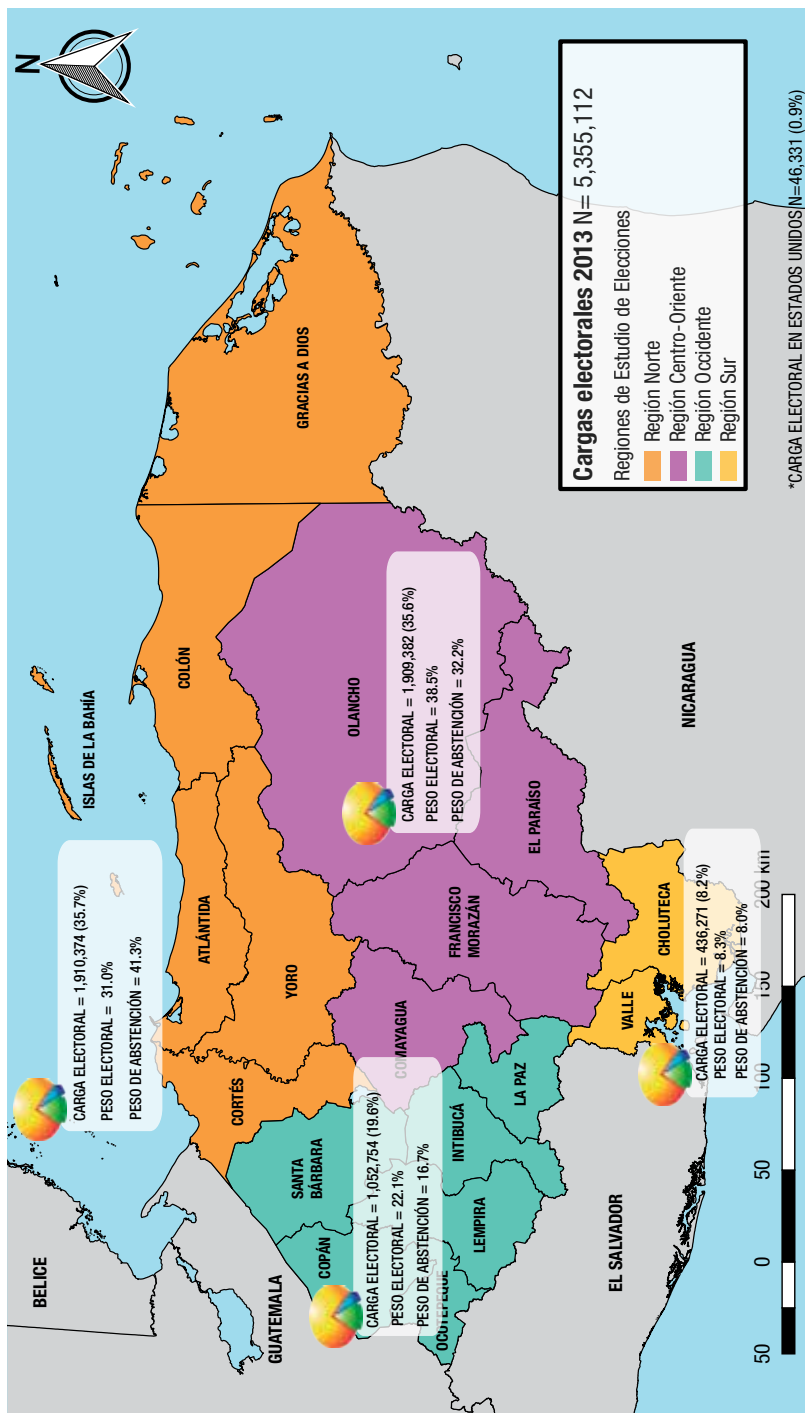 N
BELICE
GUATEMALA
ISLAS DE LA BAHÍA
CARGA ELECTORAL = 1,910,374 (35.7%)
PESO ELECTORAL = 31.0%
PESO DE ABSTENCIÓN = 41.3%
ATLÁNTIDA
COLÓN
GRACIAS A DIOS
CORTÉS
YORO
SANTA
BÁRBARA
COPÁN
OLANCHO
CARGA ELECTORAL = 1,909,382 (35.6%)
PESO ELECTORAL = 38.5%
PESO DE ABSTENCIÓN = 32.2%
COMAYAGUA
FRANCISCO
MORAZÁN
CARGA ELECTORAL = 1,052,754 (19.6%)
PESO ELECTORAL = 22.1%
PESO DE ABSTENCIÓN = 16.7%
OCOTEPEQUE
LEMPIRA
INTIBUCÁ
LA PAZ
EL PARAÍSO
EL SALVADOR
VALLE
CHOLUTECA
NICARAGUA
CARGA ELECTORAL = 436,271 (8.2%)
PESO ELECTORAL = 8.3%
PESO DE ABSTENCIÓN = 8.0%
Cargas electorales 2013 N= 5,355,112
Regiones de Estudio de Elecciones
Región Norte
Región Centro-Oriente
Región Occidente
Región Sur
50 0 50 100 150 200 km
*CARGA ELECTORAL EN ESTADOS UNIDOS N=46,331 (0.9%)